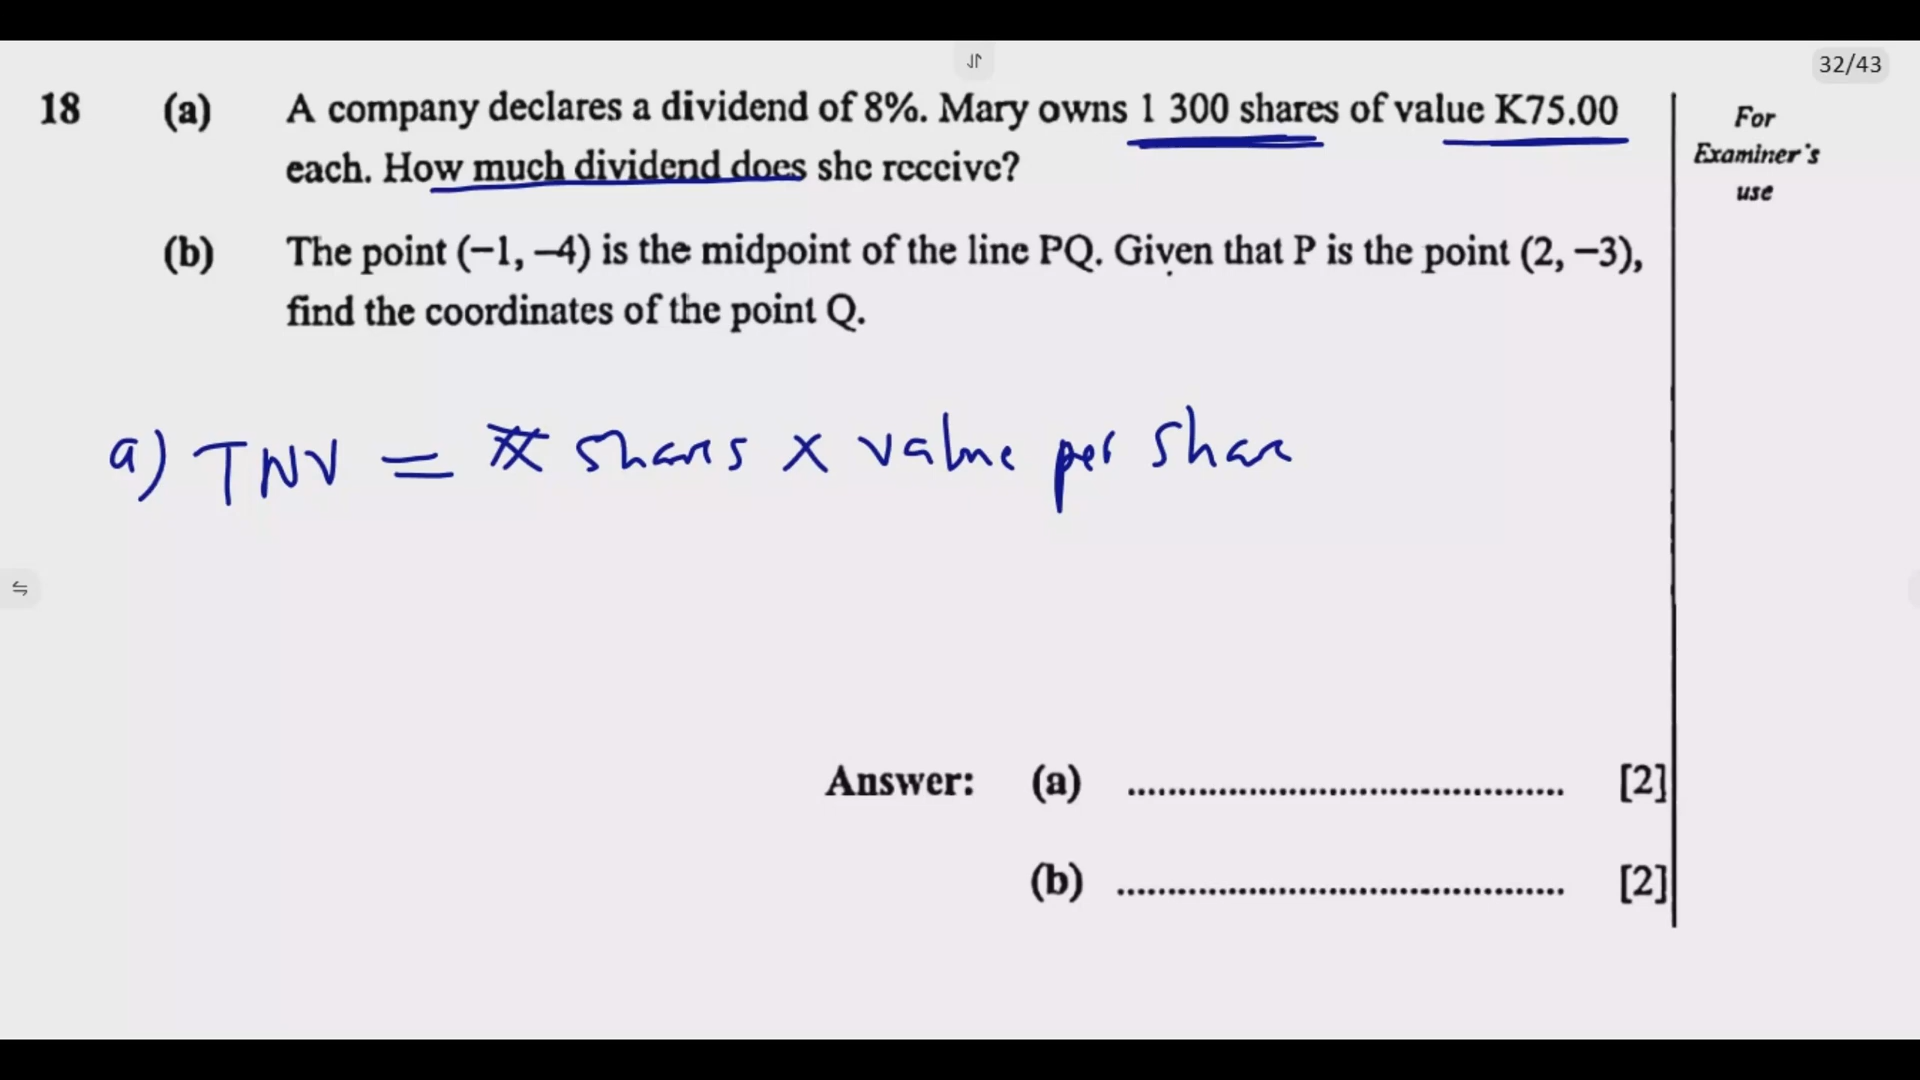 32/43
18 (a) A company declares a dividend of 8%. Mary owns 1 300 shares of value K75.00
each. How much dividend does she receive?
For
Examiner's
use
(b) The point (−1, −4) is the midpoint of the line PQ. Given that P is the point (2, −3),
find the coordinates of the point Q.
a) TNV = # shares × value per share
Answer: (a) ........................................... [2]
(b) ............................................ [2]